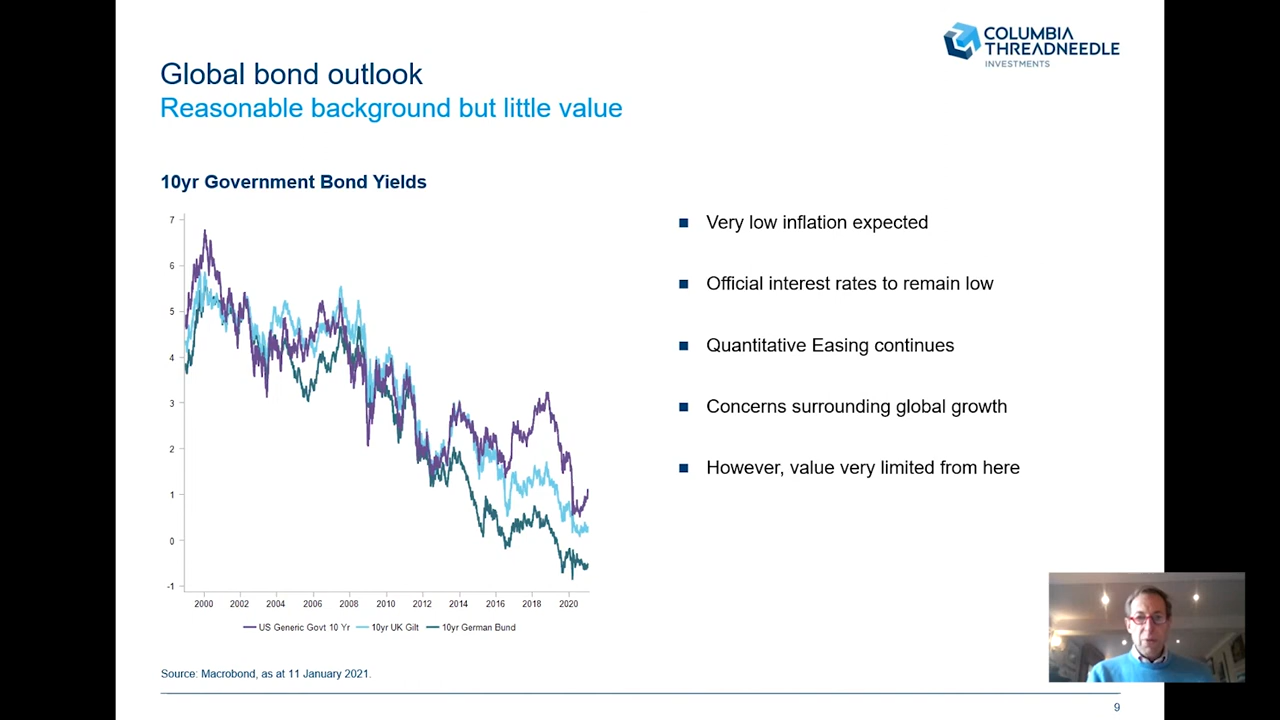 COLUMBIA
THREADNEEDLE
INVESTMENTS
Global bond outlook
Reasonable background but little value
10yr Government Bond Yields
7
6
5
4
3
2
1
0
-1
2000 2002 2004 2006 2008 2010 2012 2014 2016 2018 2020
US Generic Govt 10 Yr 10yr UK Gilt 10yr German Bund
Very low inflation expected
Official interest rates to remain low
Quantitative Easing continues
Concerns surrounding global growth
However, value very limited from here
Source: Macrobond, as at 11 January 2021.
9